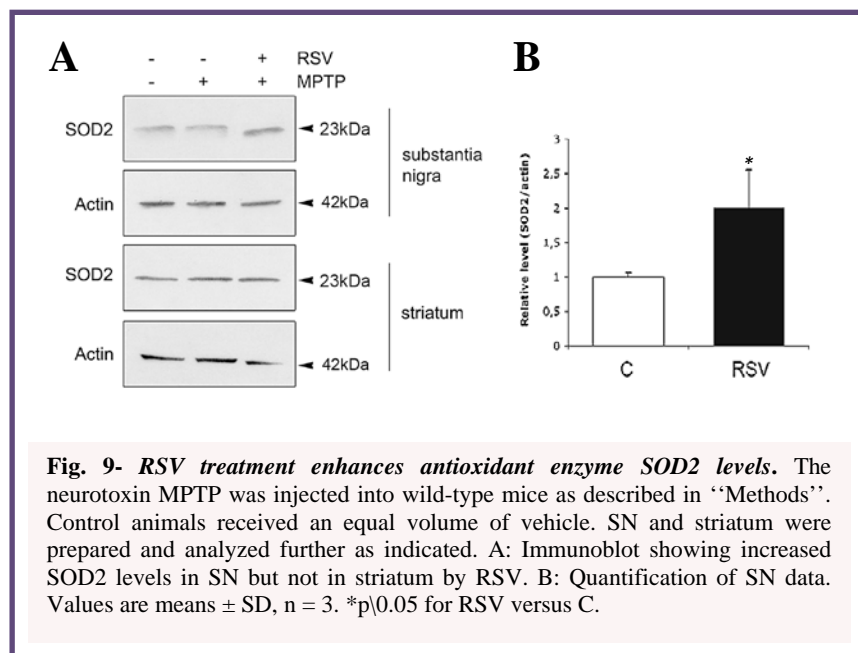 A
B
- - + RSV
- + + MPTP
SOD2
23kDa
substantia
nigra
Actin
42kDa
SOD2
23kDa
striatum
Actin
42kDa
Relative level (SOD2/actin)
3
2,5
2
1,5
1
0,5
0
*
C
RSV
Fig. 9- RSV treatment enhances antioxidant enzyme SOD2 levels. The
neurotoxin MPTP was injected into wild-type mice as described in ‘‘Methods’’.
Control animals received an equal volume of vehicle. SN and striatum were
prepared and analyzed further as indicated. A: Immunoblot showing increased
SOD2 levels in SN but not in striatum by RSV. B: Quantification of SN data.
Values are means ± SD, n = 3. *p\0.05 for RSV versus C.